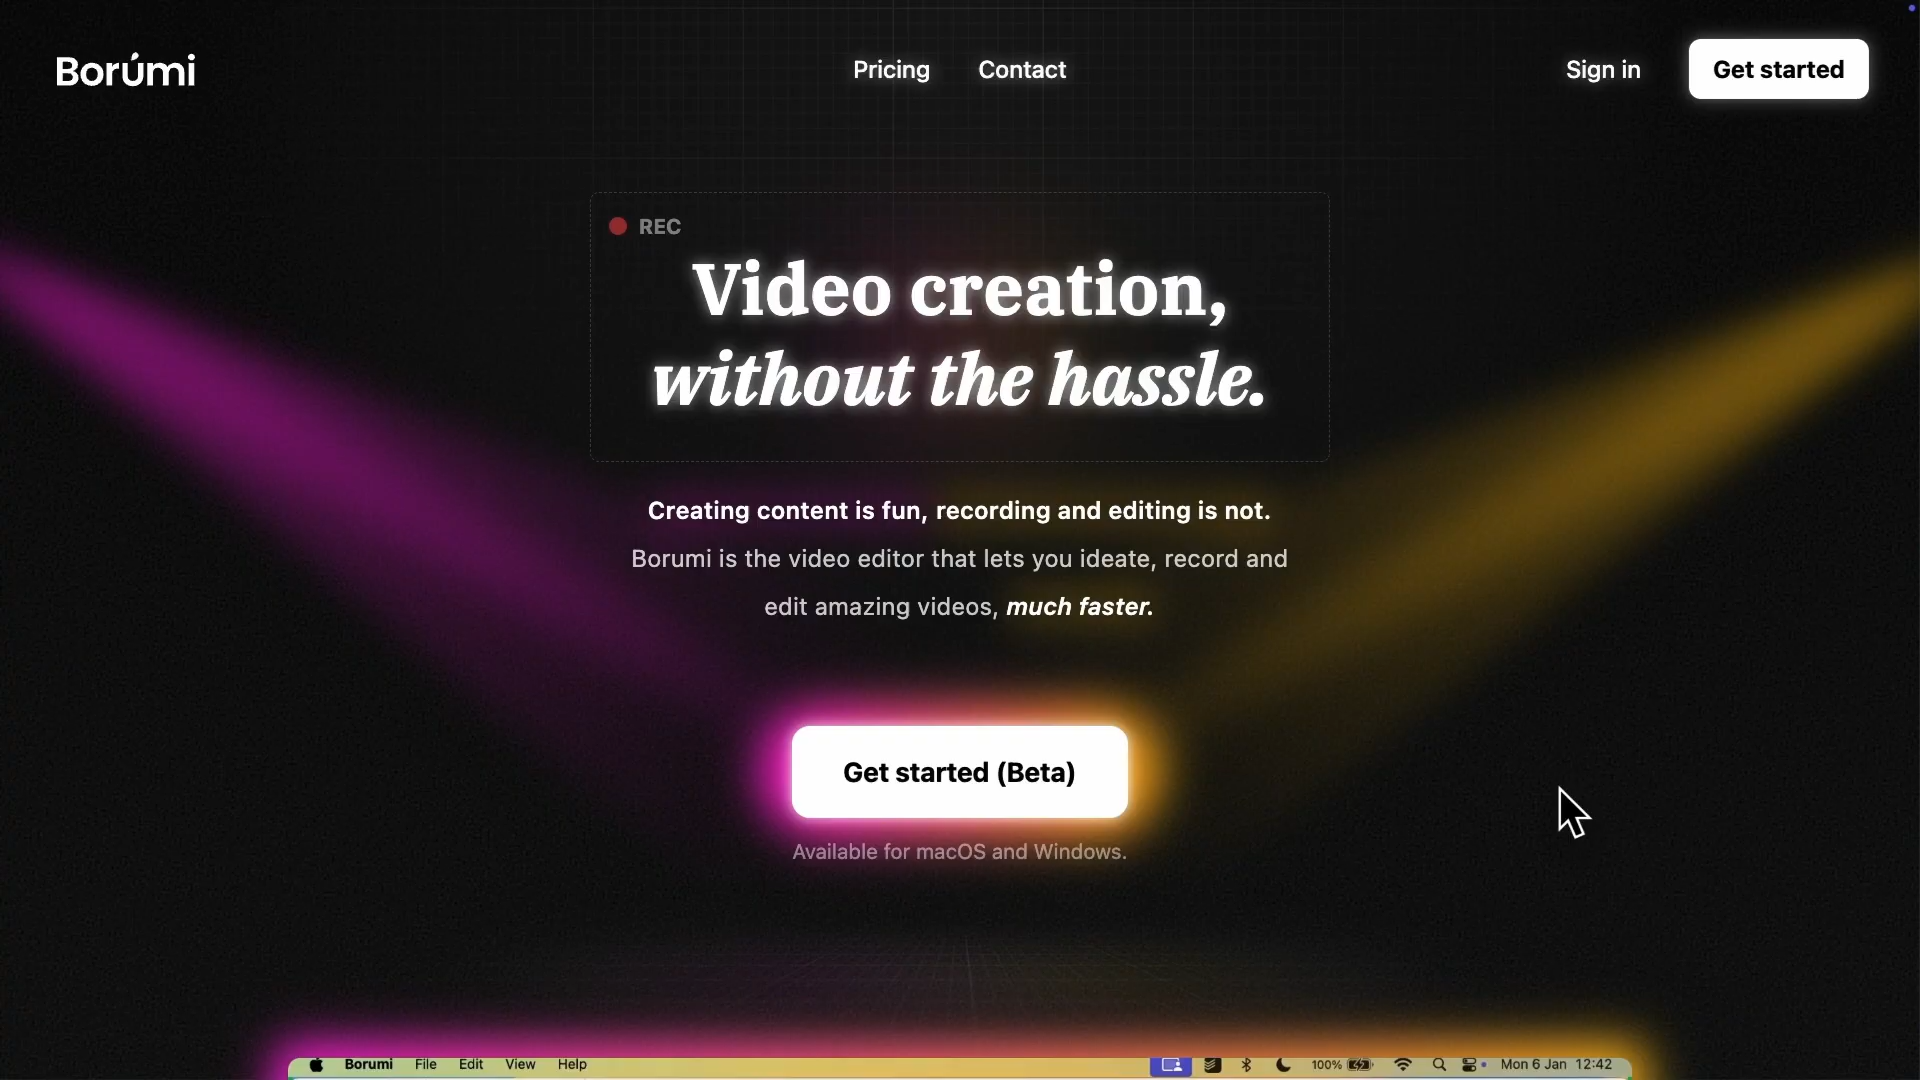 Borúmi
Pricing
Contact
Sign in
Get started
REC
Video creation,
without the hassle.
Creating content is fun, recording and editing is not.
Borumi is the video editor that lets you ideate, record and
edit amazing videos, much faster.
Get started (Beta)
Available for macOS and Windows.
Borumi File Edit View Help 100% Mon 6 Jan 12:42